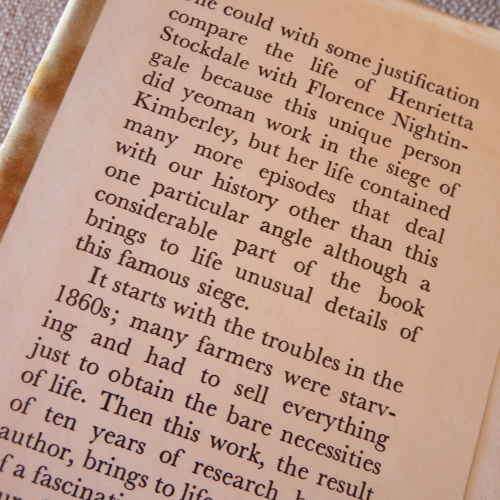 could with some justification
compare the life of Henrietta
Stockdale with Florence Nightin-
gale because this unique person
did yeoman work in the siege of
Kimberley, but her life contained
many more episodes that deal
with our history other than this
one particular angle although a
considerable part of the book
brings to life unusual details of
this famous siege.
It starts with the troubles in the
1860s; many farmers were starv-
ing and had to sell everything
just to obtain the bare necessities
of life. Then this work, the result
of ten years of research
author, brings to life
a